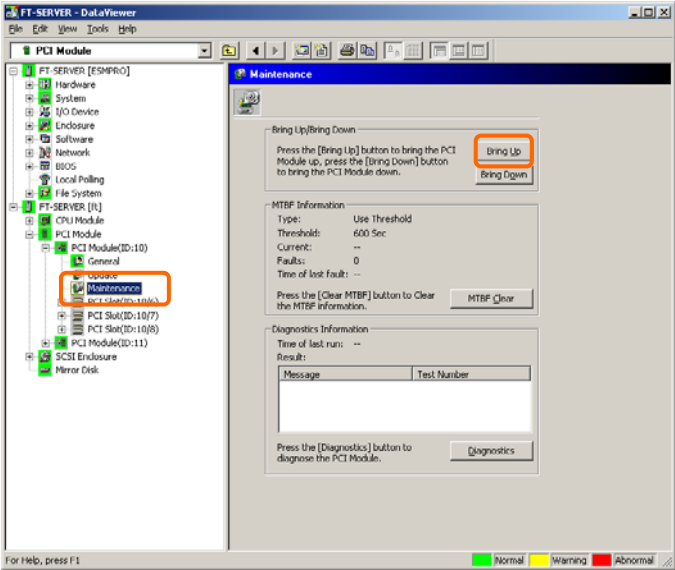 FT-SERVER - DataViewer
File Edit View Tools Help
PCI Module
FT-SERVER [ESMPRO]
Hardware
System
I/O Device
Enclosure
Software
Network
BIOS
Local Polling
File System
FT-SERVER [ft]
CPU Module
PCI Module
PCI Module(ID:10)
General
Update
Maintenance
PCI Slot(ID:10/6)
PCI Slot(ID:10/7)
PCI Slot(ID:10/8)
PCI Module(ID:11)
SCSI Enclosure
Mirror Disk
Maintenance
Bring Up/Bring Down
Press the [Bring Up] button to bring the PCI
Module up, press the [Bring Down] button
to bring the PCI Module down.
Bring Up
Bring Down
MTBF Information
Type: Use Threshold
Threshold: 600 Sec
Current: --
Faults: 0
Time of last fault: --
Press the [Clear MTBF] button to Clear
the MTBF information.
MTBF Clear
Diagnostics Information
Time of last run: --
Result:
Message Test Number
Press the [Diagnostics] button to
diagnose the PCI Module.
Diagnostics
For Help, press F1
Normal Warning Abnormal